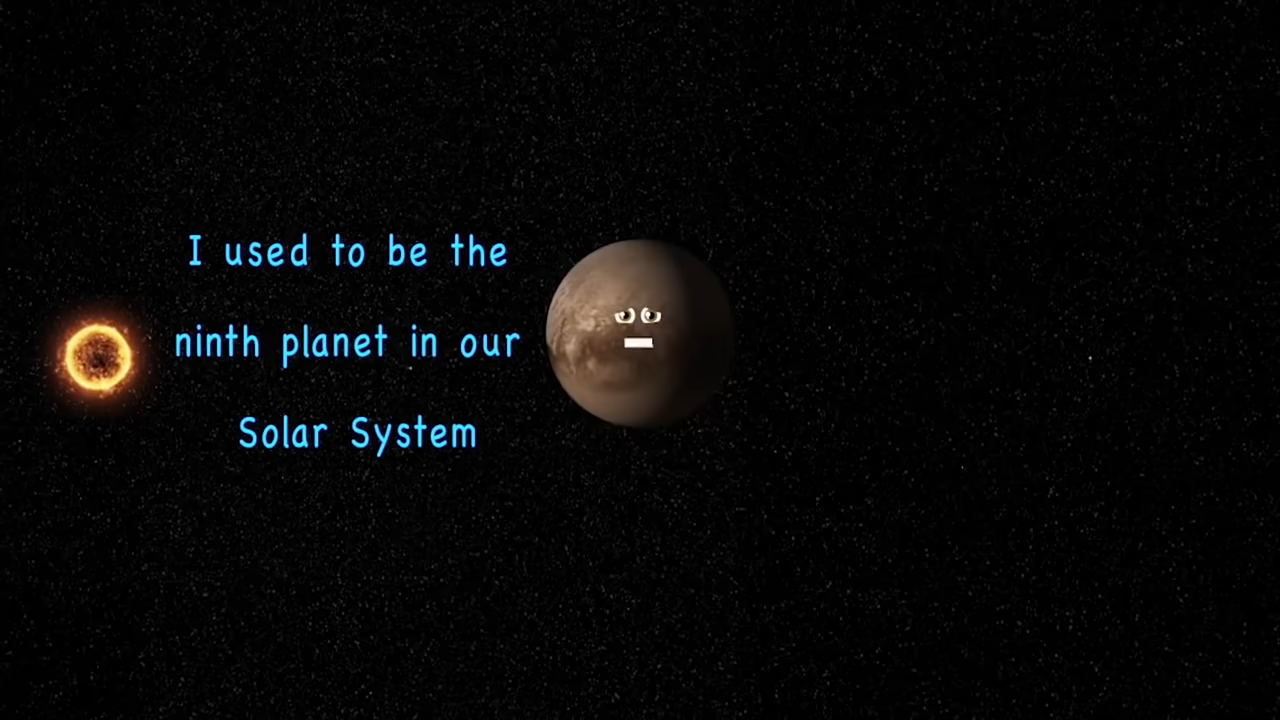 I used to be the
ninth planet in our
Solar System